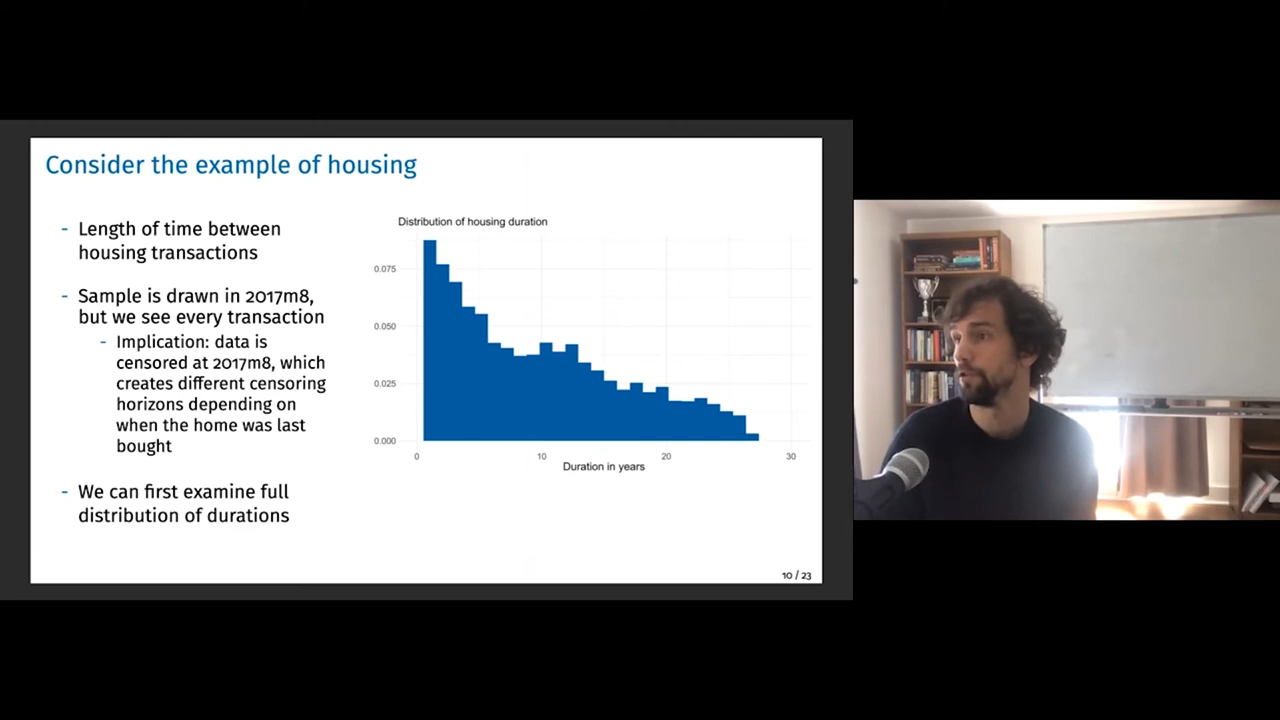 Consider the example of housing
- Length of time between
housing transactions
- Sample is drawn in 2017m8,
but we see every transaction
- Implication: data is
censored at 2017m8, which
creates different censoring
horizons depending on
when the home was last
bought
- We can first examine full
distribution of durations
Distribution of housing duration
0.075
0.050
0.025
0.000
0 10 20 30
Duration in years
10 / 23